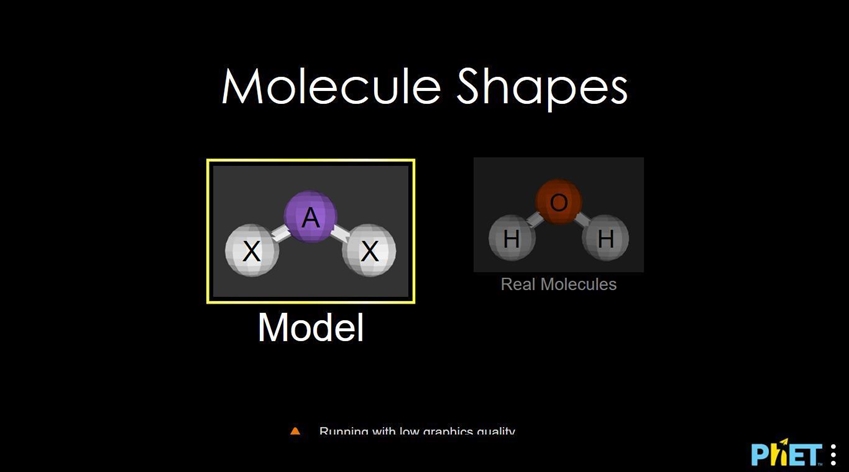 Molecule Shapes
A
X
X
O
H
H
Real Molecules
Model
Running with low graphics quality
PhET